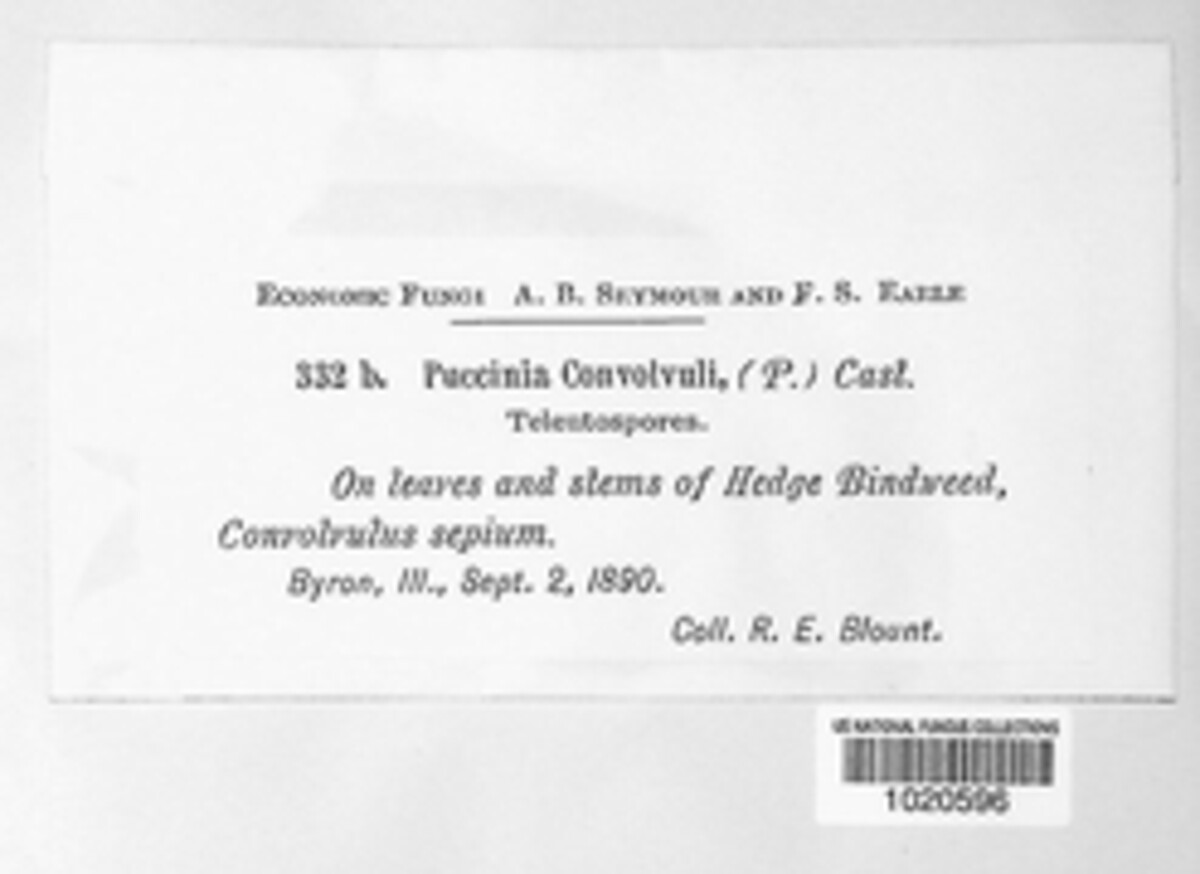 Economic Fungi A. B. Seymour and F. S. Earle
332 b. Puccinia Convolvuli, (P.) Cast.
Teleutospores.
On leaves and stems of Hedge Bindweed,
Convolvulus sepium.
Byron, Ill., Sept. 2, 1890.
Coll. R. E. Blount.
US NATIONAL FUNGUS COLLECTIONS
1020596